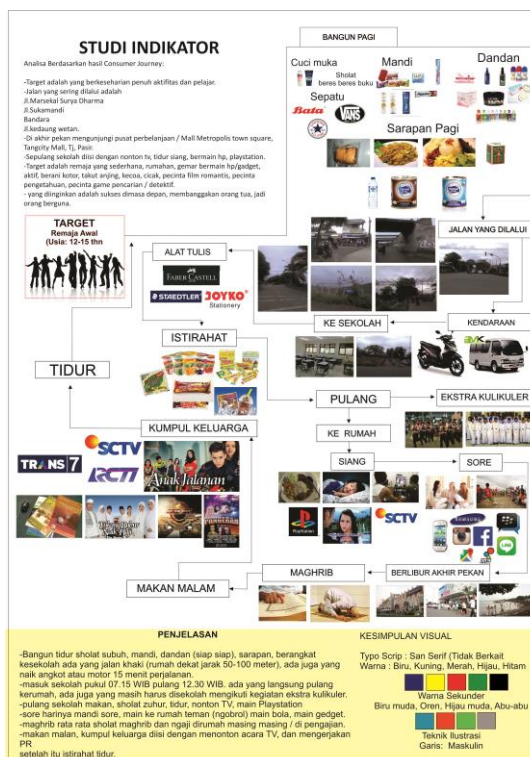 STUDI INDIKATOR
Analisa Berdasarkan hasil Consumer Journey:
-Target adalah yang berkeseharian penuh aktifitas dan pelajar.
-Jalan yang sering dilalui adalah
Jl.Marsekal Surya Dharma
Jl.Sukamandi
Bandara
Jl.kedaung wetan.
-Di akhir pekan mengunjungi pusat perbelanjaan / Mall Metropolis town square,
Tangcity Mall, Tj, Pasir.
-Sepulang sekolah diisi dengan nonton tv, tidur siang, bermain hp, playstation.
-Target adalah remaja yang sederhana, rumahan, gemar bermain hp/gadget,
aktif, berani kotor, takut anjing, kecoa, cicak, pecinta film romantis, pecinta
pengetahuan, pecinta game pencarian / detektif.
- yang diinginkan adalah sukses dimasa depan, membanggakan orang tua, jadi
orang berguna.
TARGET
Remaja Awal
(Usia: 12-15 thn
BANGUN PAGI
Cuci muka
Sholat
beres beres buku
Mandi
Dandan
Sepatu
Bata
VANS
Sarapan Pagi
JALAN YANG DILALUI
ALAT TULIS
FABER CASTELL
STAEDTLER
JOYKO
Stationery
KE SEKOLAH
KENDARAAN
ISTIRAHAT
TIDUR
PULANG
EKSTRA KULIKULER
KUMPUL KELUARGA
KE RUMAH
SIANG
SORE
TRANS 7
SCTV
RCTI
Anak Jalanan
PlayStation
SCTV
SAMSUNG
LINE
MAKAN MALAM
MAGHRIB
BERLIBUR AKHIR PEKAN
PENJELASAN
-Bangun tidur sholat subuh, mandi, dandan (siap siap), sarapan, berangkat
kesekolah ada yang jalan khaki (rumah dekat jarak 50-100 meter), ada juga yang
naik angkot atau motor 15 menit perjalanan.
-masuk sekolah pukul 07.15 WIB pulang 12.30 WIB. ada yang langsung pulang
kerumah, ada juga yang masih harus disekolah mengikuti kegiatan ekstra kulikuler.
-pulang sekolah makan, sholat zuhur, tidur, nonton TV, main Playstation
-sore harinya mandi sore, main ke rumah teman (ngobrol) main bola, main gedget.
-maghrib rata rata sholat maghrib dan ngaji dirumah masing masing / di pengajian.
-makan malan, kumpul keluarga diisi dengan menonton acara TV, dan mengerjakan
PR
setelah itu istirahat tidur.
KESIMPULAN VISUAL
Typo Scrip : San Serif (Tidak Berkait
Warna : Biru, Kuning, Merah, Hijau, Hitam
Warna Sekunder
Biru muda, Oren, Hijau muda, Abu-abu
Teknik Ilustrasi
Garis: Maskulin